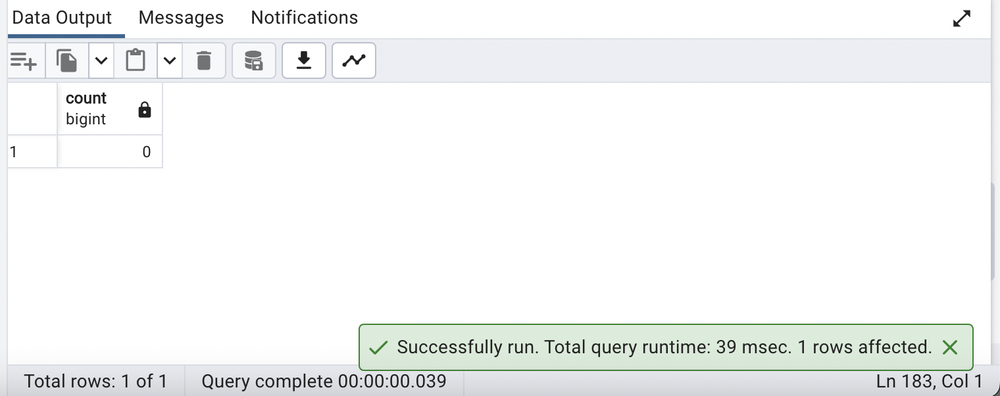 Data Output Messages Notifications
count
bigint
1 0
Successfully run. Total query runtime: 39 msec. 1 rows affected.
Total rows: 1 of 1 Query complete 00:00:00.039 Ln 183, Col 1